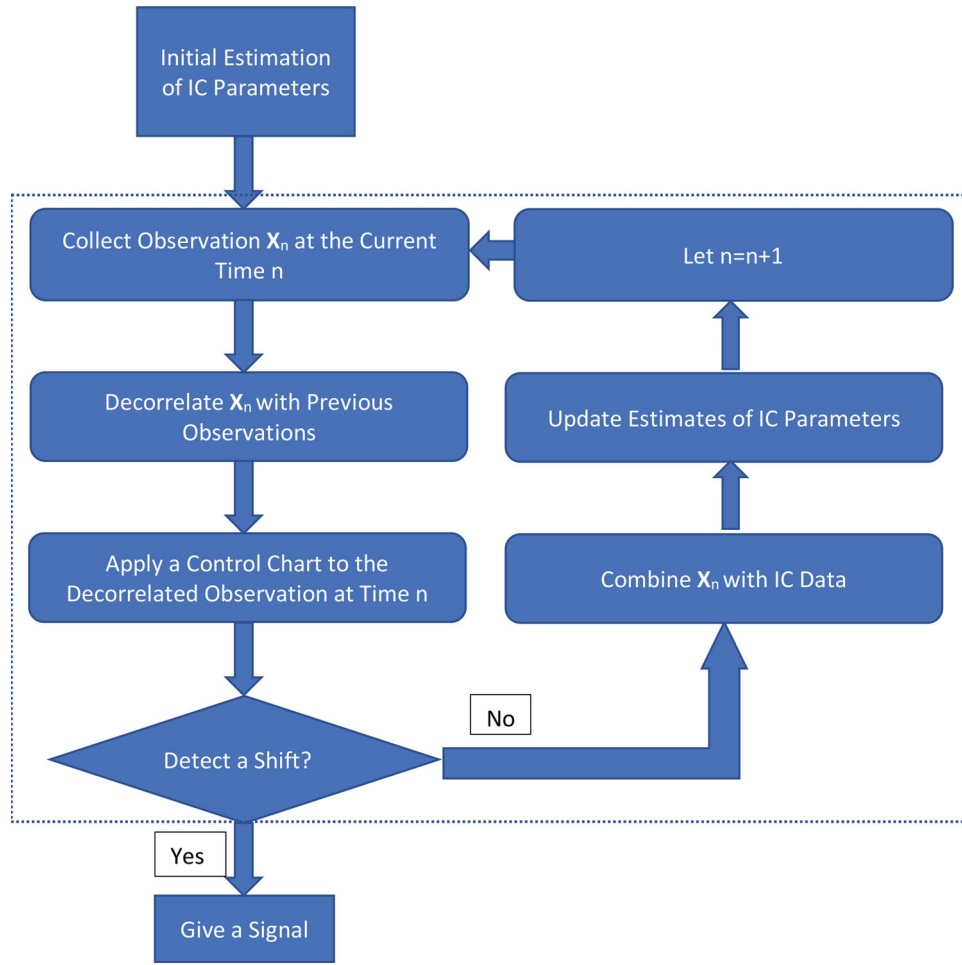 Initial Estimation
of IC Parameters
Collect Observation Xn at the Current
Time n
Let n=n+1
Decorrelate Xn with Previous
Observations
Update Estimates of IC Parameters
Apply a Control Chart to the
Decorrelated Observation at Time n
Combine Xn with IC Data
No
Detect a Shift?
Yes
Give a Signal